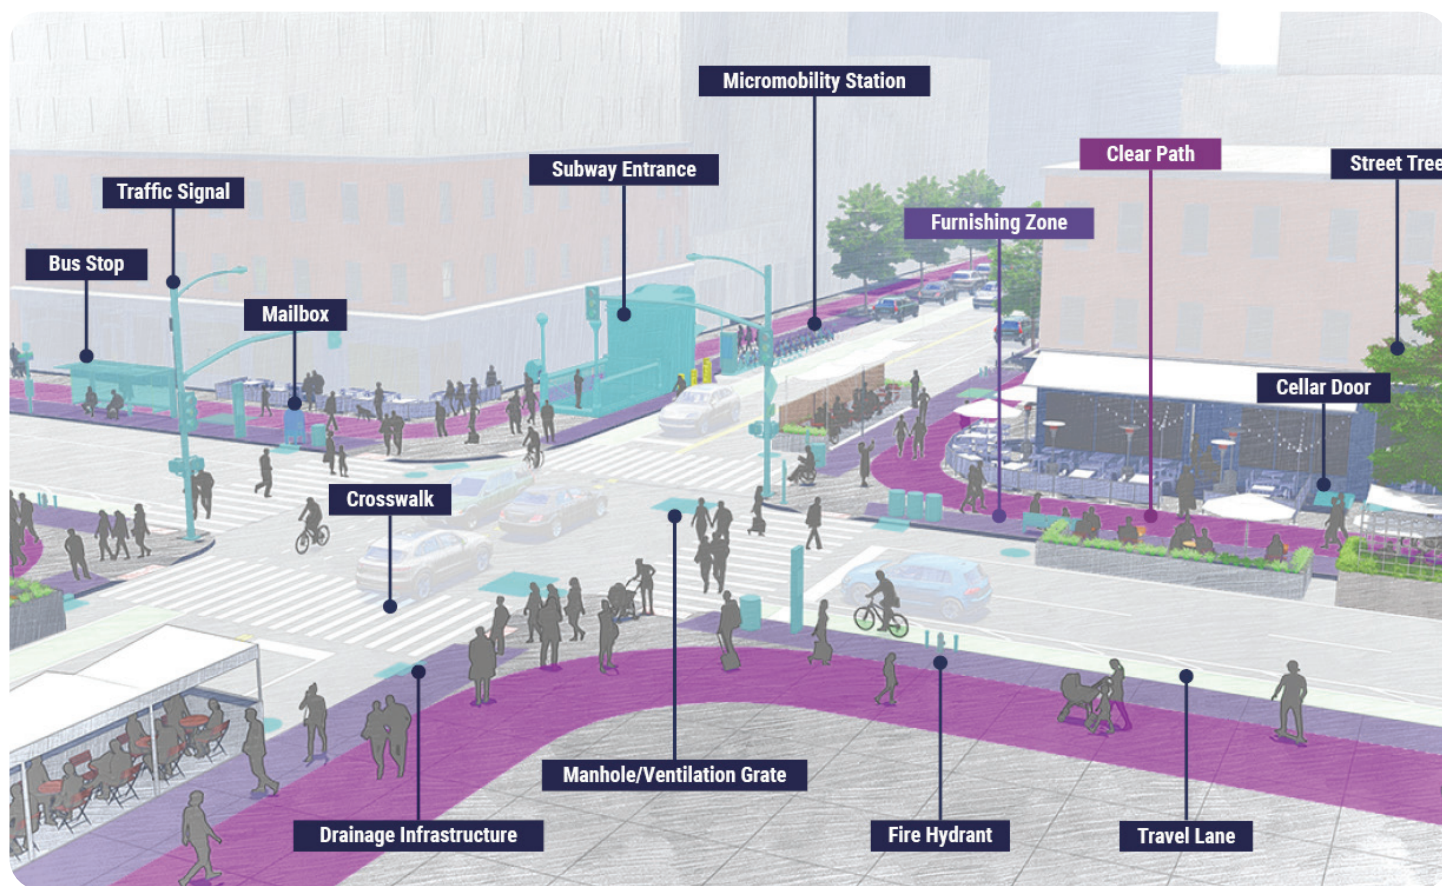 Micromobility Station
Clear Path
Street Tree
Subway Entrance
Traffic Signal
Furnishing Zone
Bus Stop
Mailbox
Cellar Door
Crosswalk
Manhole/Ventilation Grate
Drainage Infrastructure
Fire Hydrant
Travel Lane